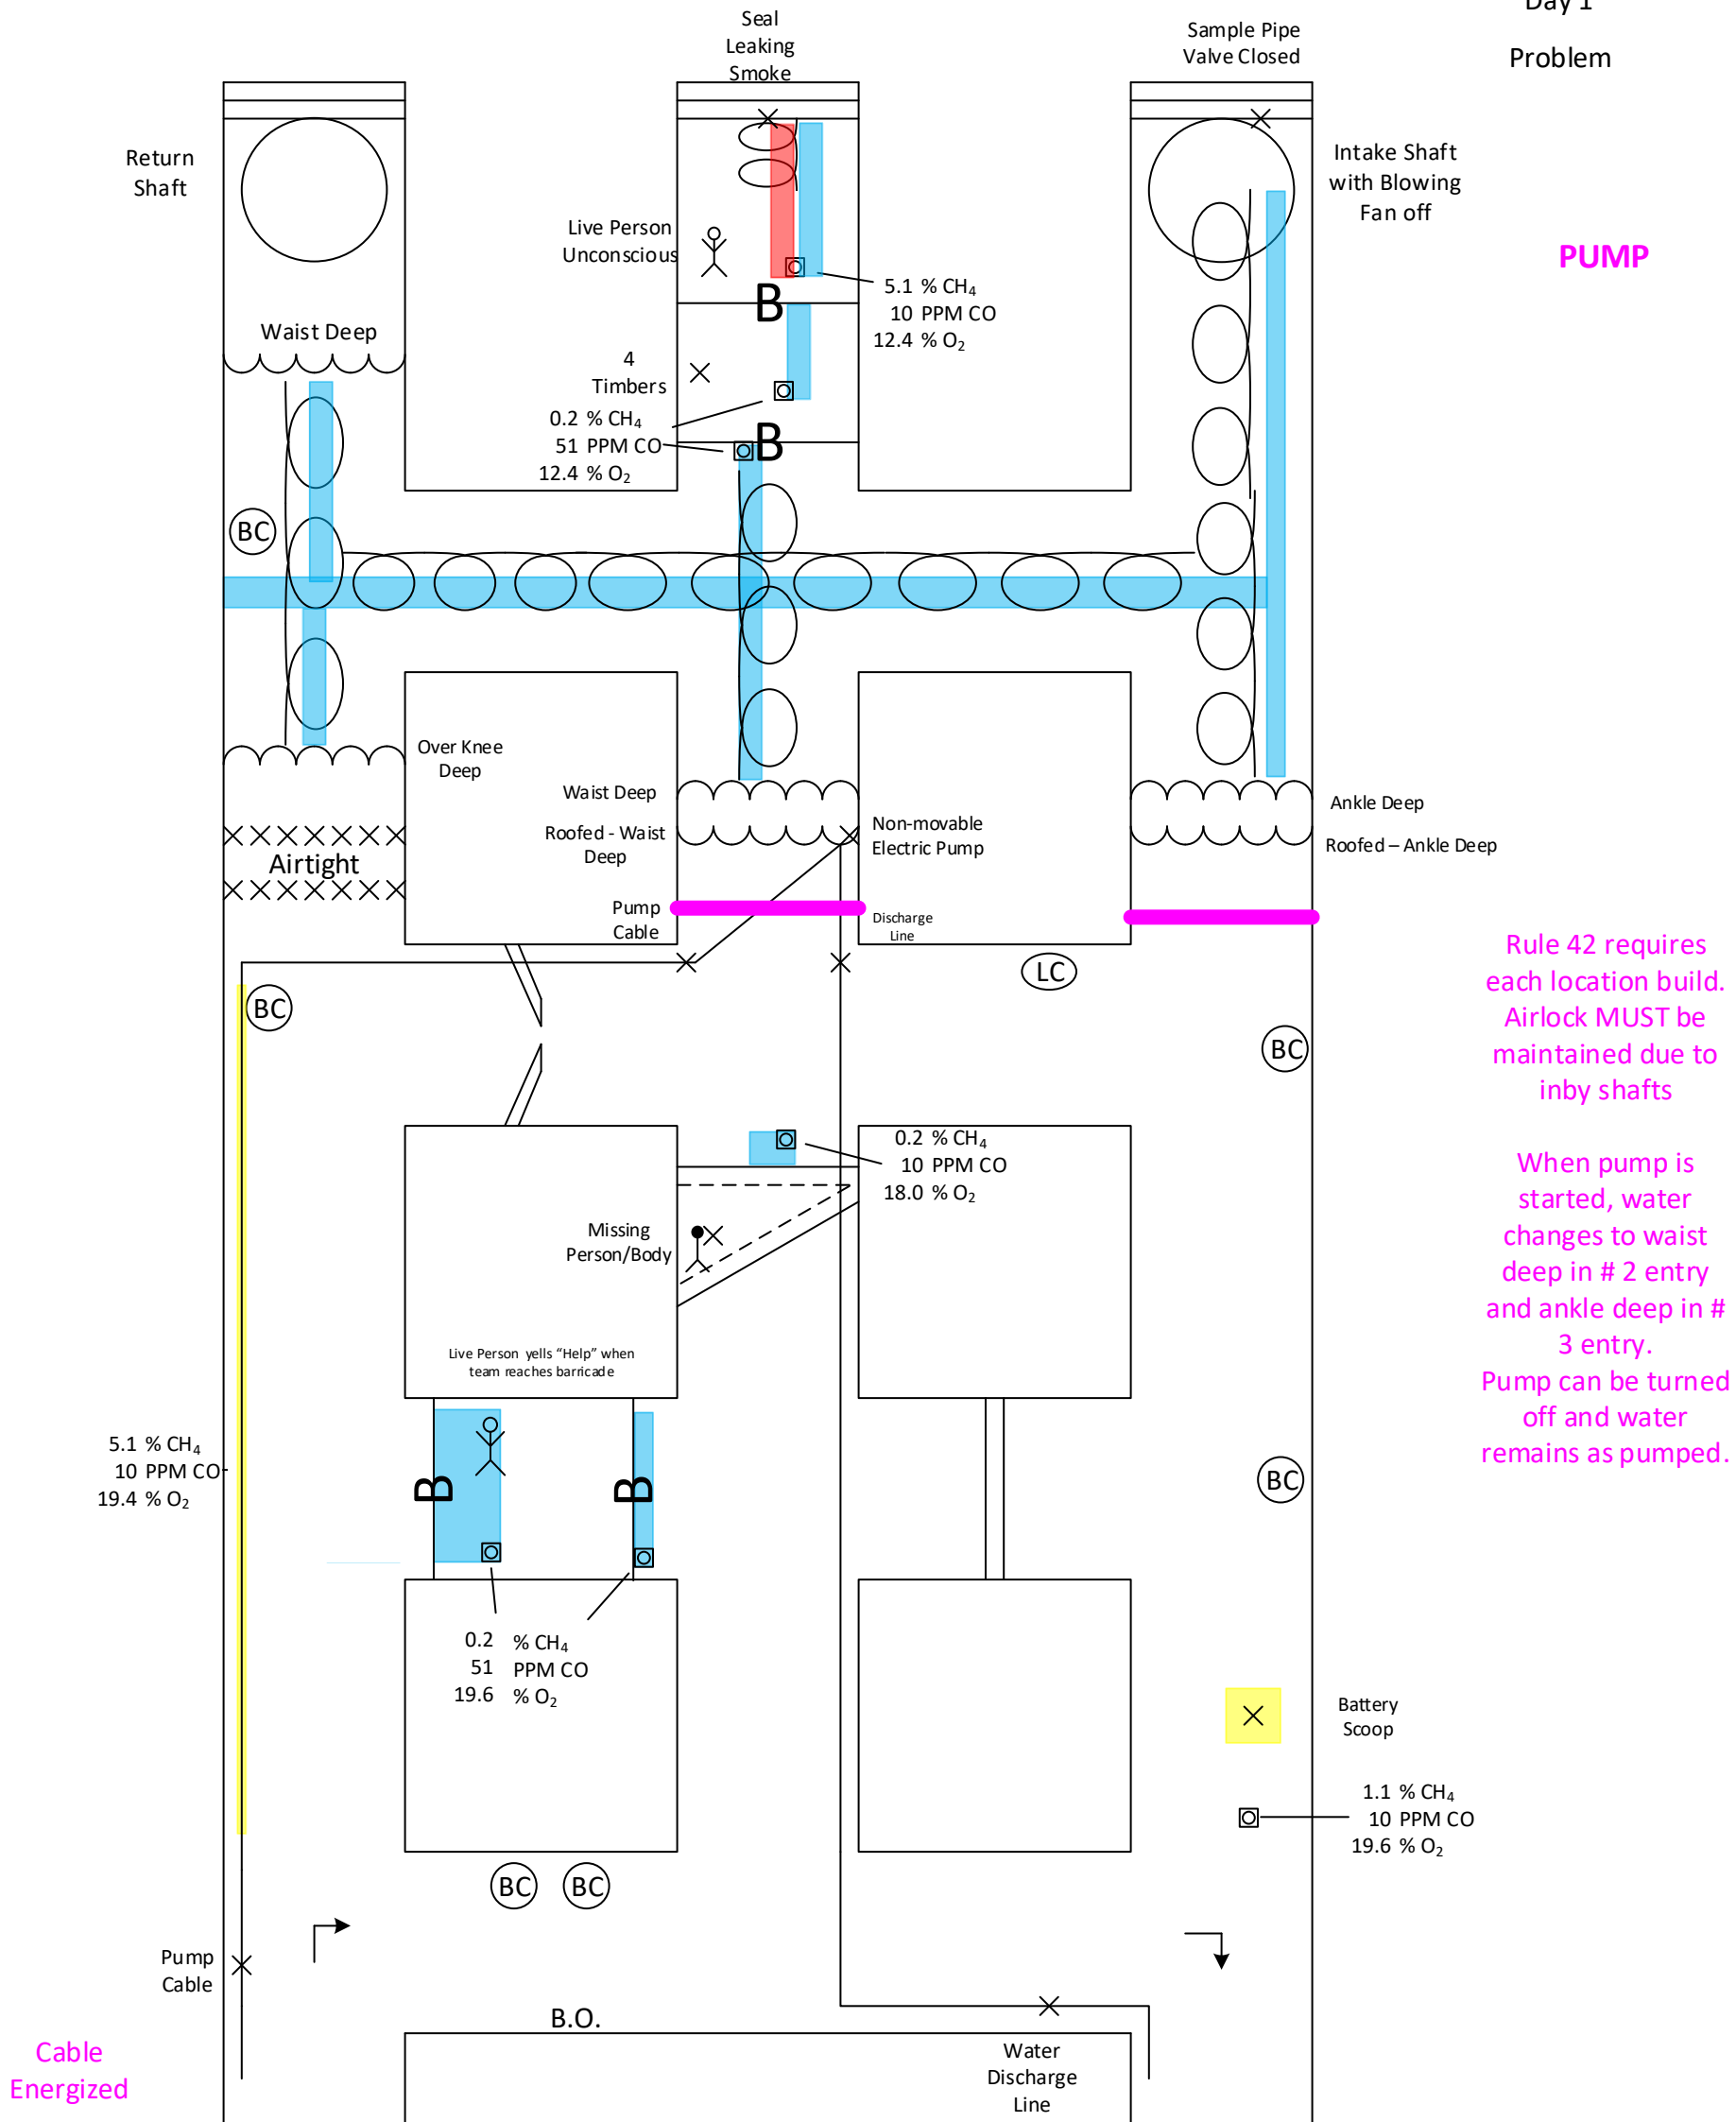 Day 1
Problem
Seal
Leaking
Smoke
Sample Pipe
Valve Closed
Return
Shaft
Intake Shaft
with Blowing
Fan off
Live Person
Unconscious
PUMP
5.1 % CH₄
10 PPM CO
12.4 % O₂
B
Waist Deep
4
Timbers
0.2 % CH₄
51 PPM CO
12.4 % O₂
B
BC
Over Knee
Deep
Waist Deep
Roofed - Waist
Deep
Non-movable
Electric Pump
Ankle Deep
Roofed – Ankle Deep
Airtight
Pump
Cable
Discharge
Line
LC
BC
BC
Rule 42 requires
each location build.
Airlock MUST be
maintained due to
inby shafts
When pump is
started, water
changes to waist
deep in # 2 entry
and ankle deep in #
3 entry.
Pump can be turned
off and water
remains as pumped.
0.2 % CH₄
10 PPM CO
18.0 % O₂
Missing
Person/Body
Live Person yells “Help” when
team reaches barricade
5.1 % CH₄
10 PPM CO
19.4 % O₂
B
B
BC
0.2 % CH₄
51 PPM CO
19.6 % O₂
Battery
Scoop
1.1 % CH₄
10 PPM CO
19.6 % O₂
BC
BC
Pump
Cable
B.O.
Cable
Energized
Water
Discharge
Line